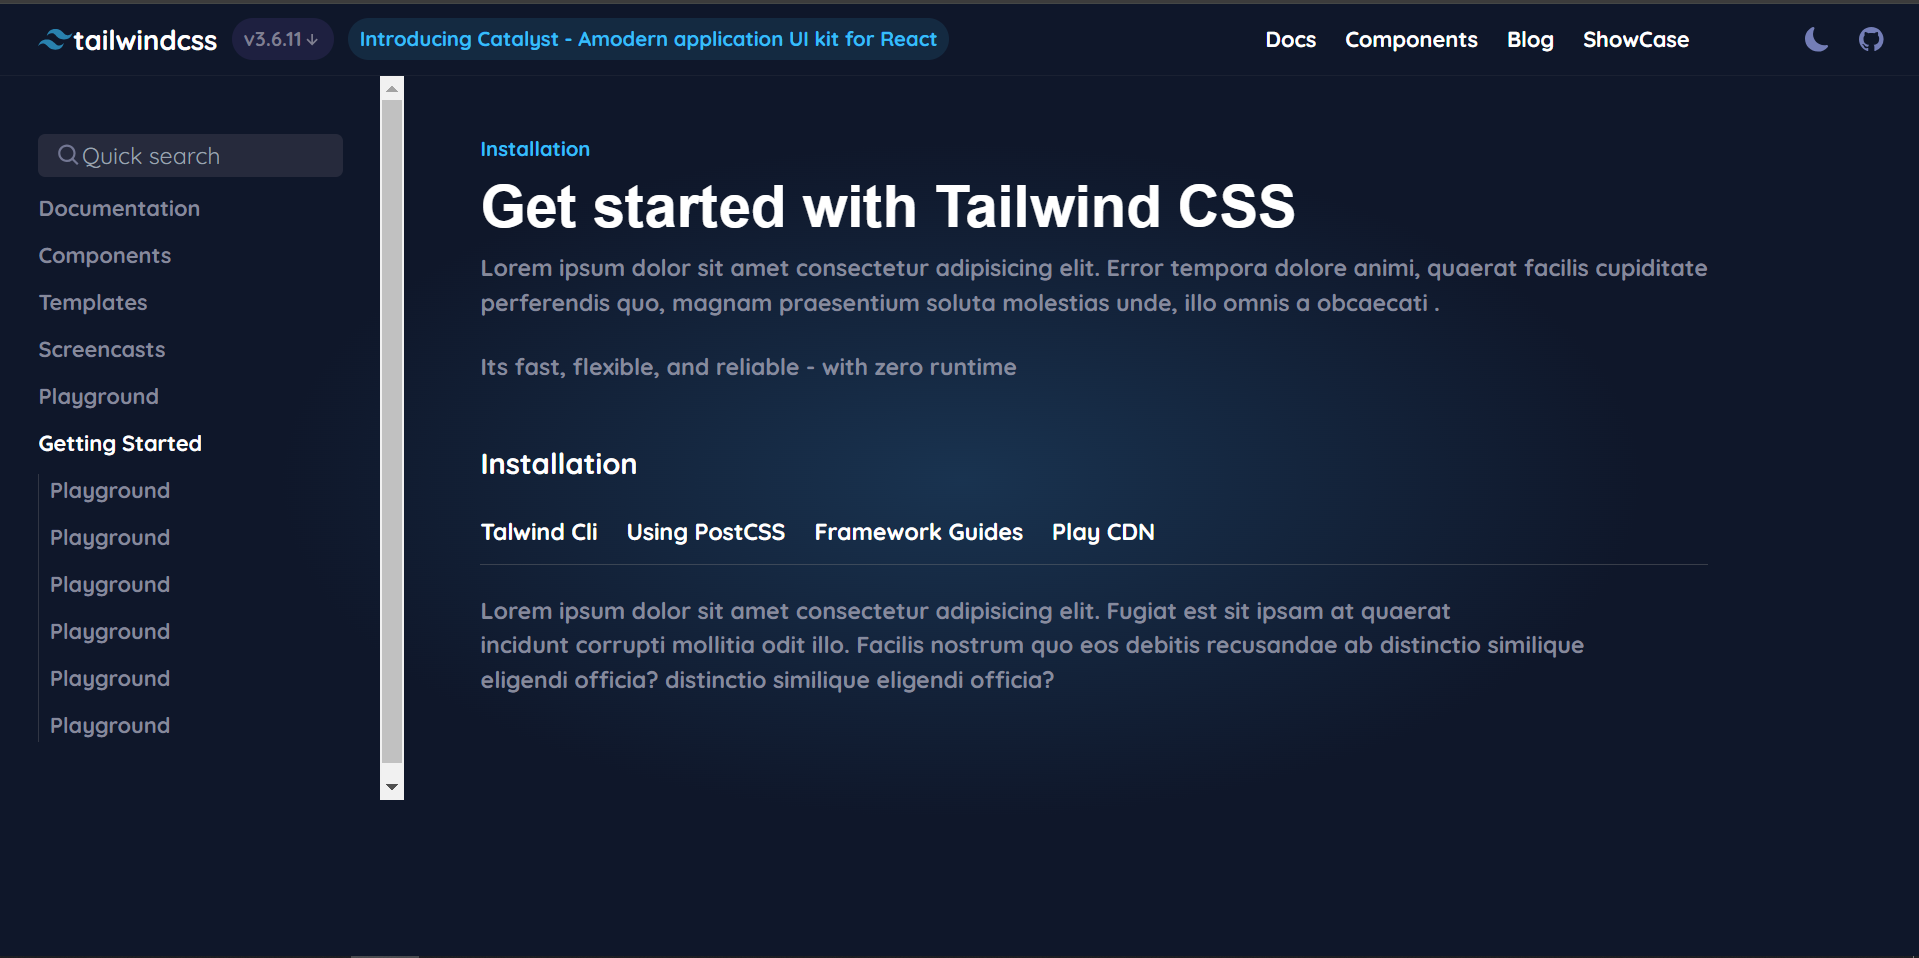 tailwindcss v3.6.11↓ Introducing Catalyst - Amodern application UI kit for React Docs Components Blog ShowCase
Quick search
Documentation
Components
Templates
Screencasts
Playground
Getting Started
Playground
Playground
Playground
Playground
Playground
Playground
Installation
Get started with Tailwind CSS
Lorem ipsum dolor sit amet consectetur adipisicing elit. Error tempora dolore animi, quaerat facilis cupiditate
perferendis quo, magnam praesentium soluta molestias unde, illo omnis a obcaecati .
Its fast, flexible, and reliable - with zero runtime
Installation
Talwind Cli Using PostCSS Framework Guides Play CDN
Lorem ipsum dolor sit amet consectetur adipisicing elit. Fugiat est sit ipsam at quaerat
incidunt corrupti mollitia odit illo. Facilis nostrum quo eos debitis recusandae ab distinctio similique
eligendi officia? distinctio similique eligendi officia?